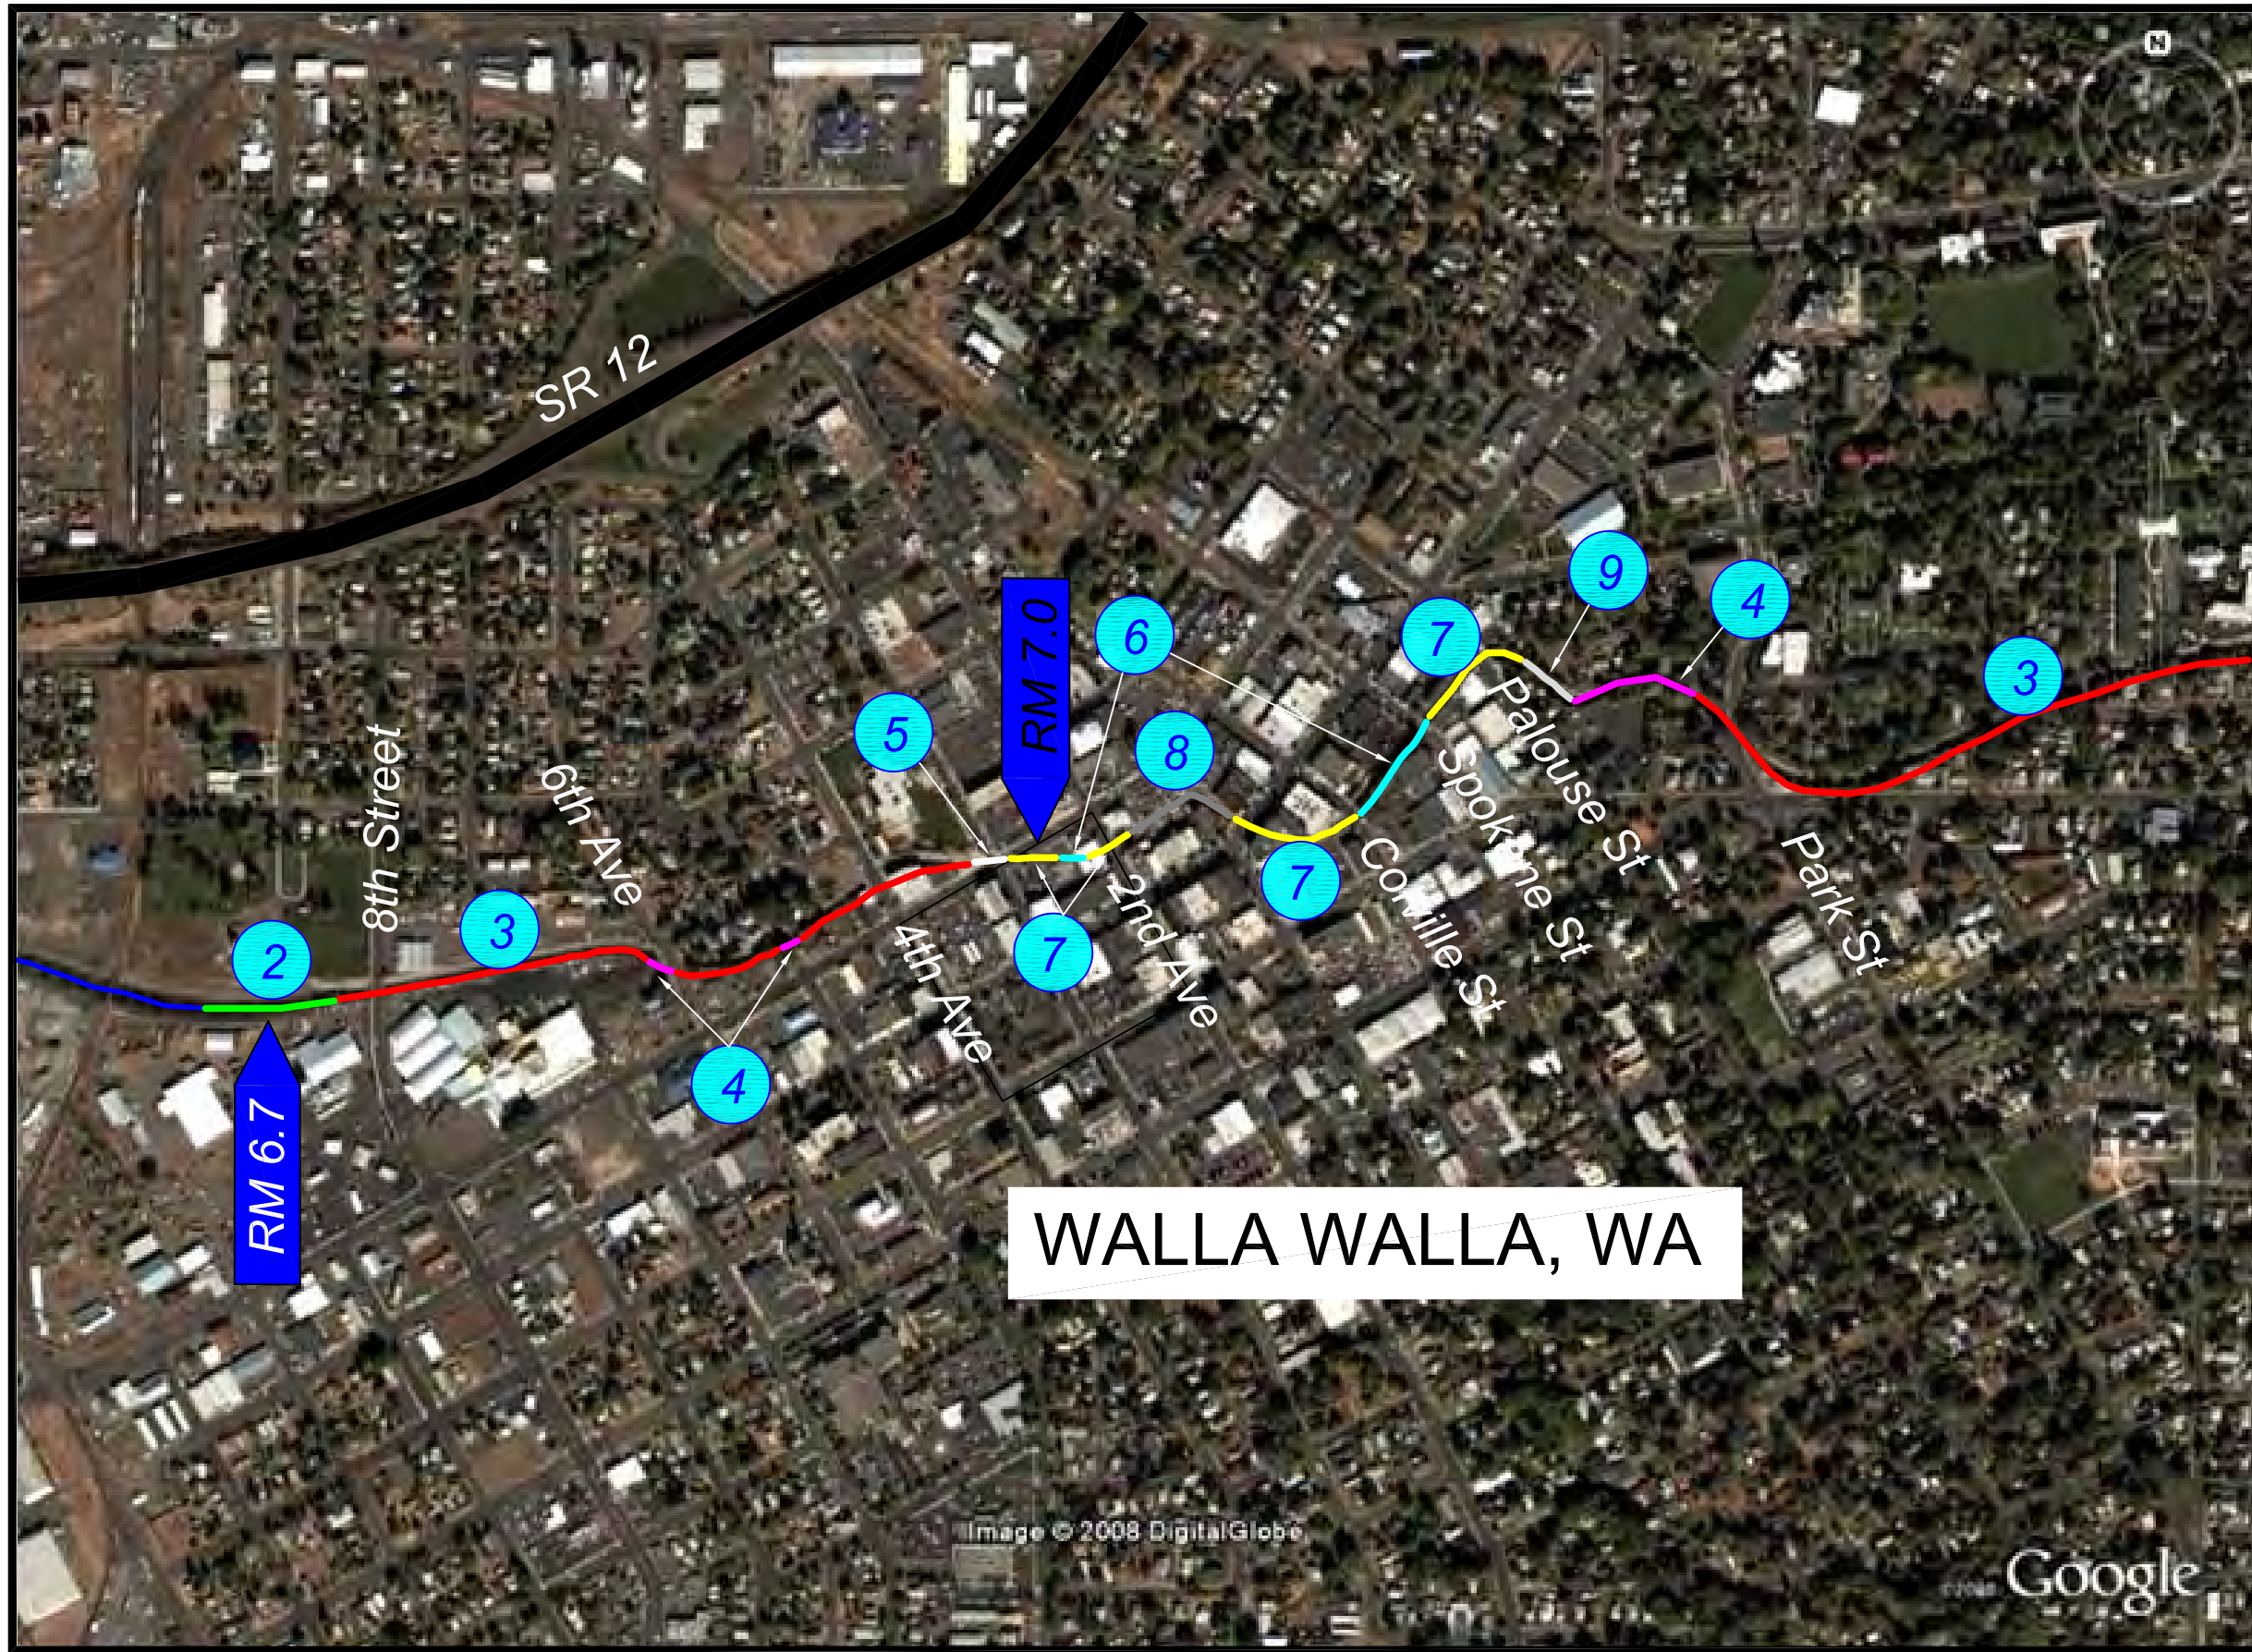 N
SR 12
9
4
6
7
RM 7.0
3
5
8
Palouse St
Spokane St
8th Street
6th Ave
7
Corville St
Park St
2nd Ave
4th Ave
3
2
7
4
RM 6.7
WALLA WALLA, WA
Image © 2008 DigitalGlobe
Google